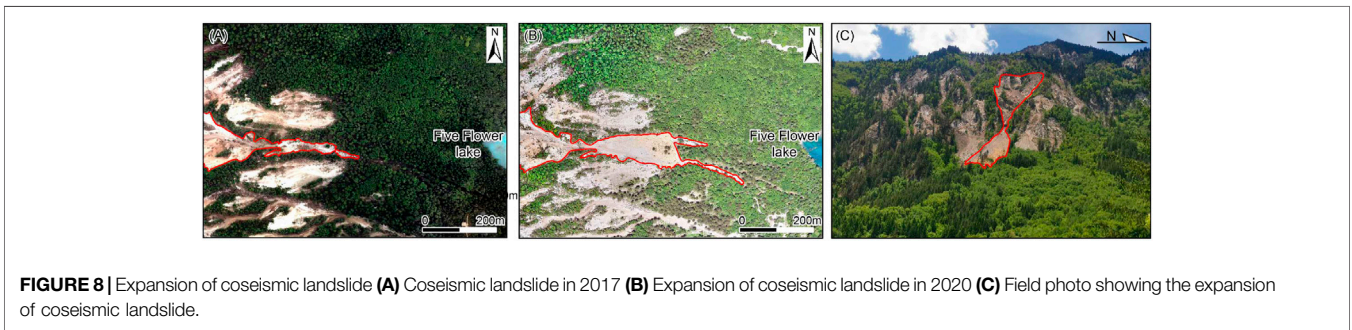 (A)
N
Five Flower
lake
0
200m
m
(B)
N
Five Flower
lake
0
200m
(C)
N
FIGURE 8 | Expansion of coseismic landslide (A) Coseismic landslide in 2017 (B) Expansion of coseismic landslide in 2020 (C) Field photo showing the expansion
of coseismic landslide.